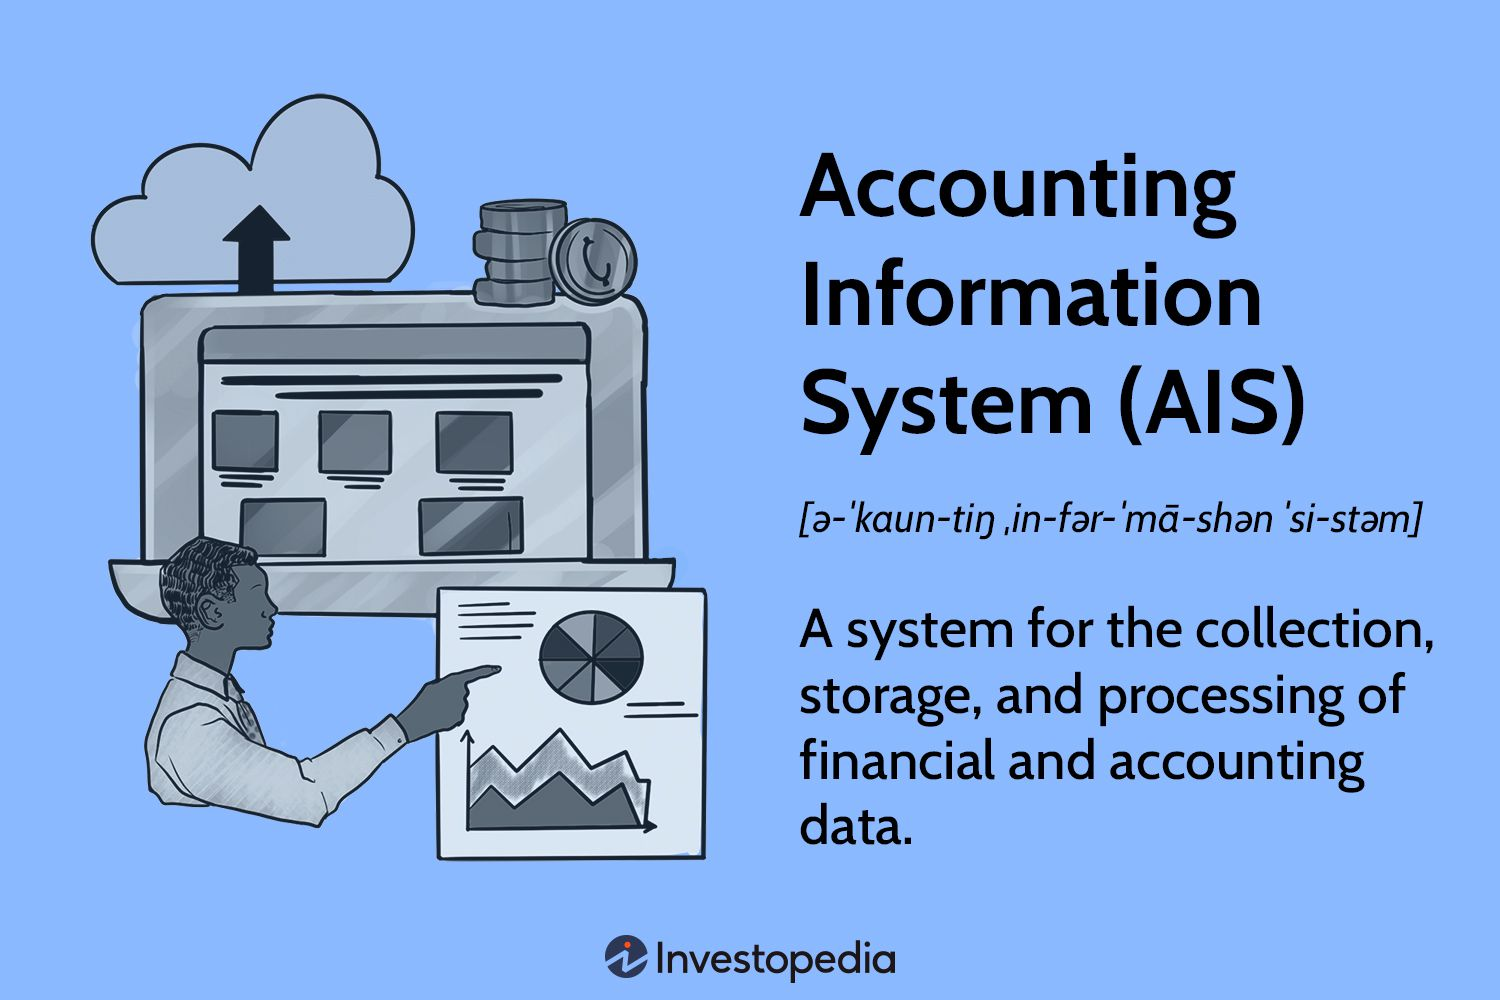 Accounting
Information
System (AIS)
[ə-ˈkaun-tiŋ ˌin-fər-ˈmā-shən ˈsi-stəm]
A system for the collection,
storage, and processing of
financial and accounting
data.
Investopedia